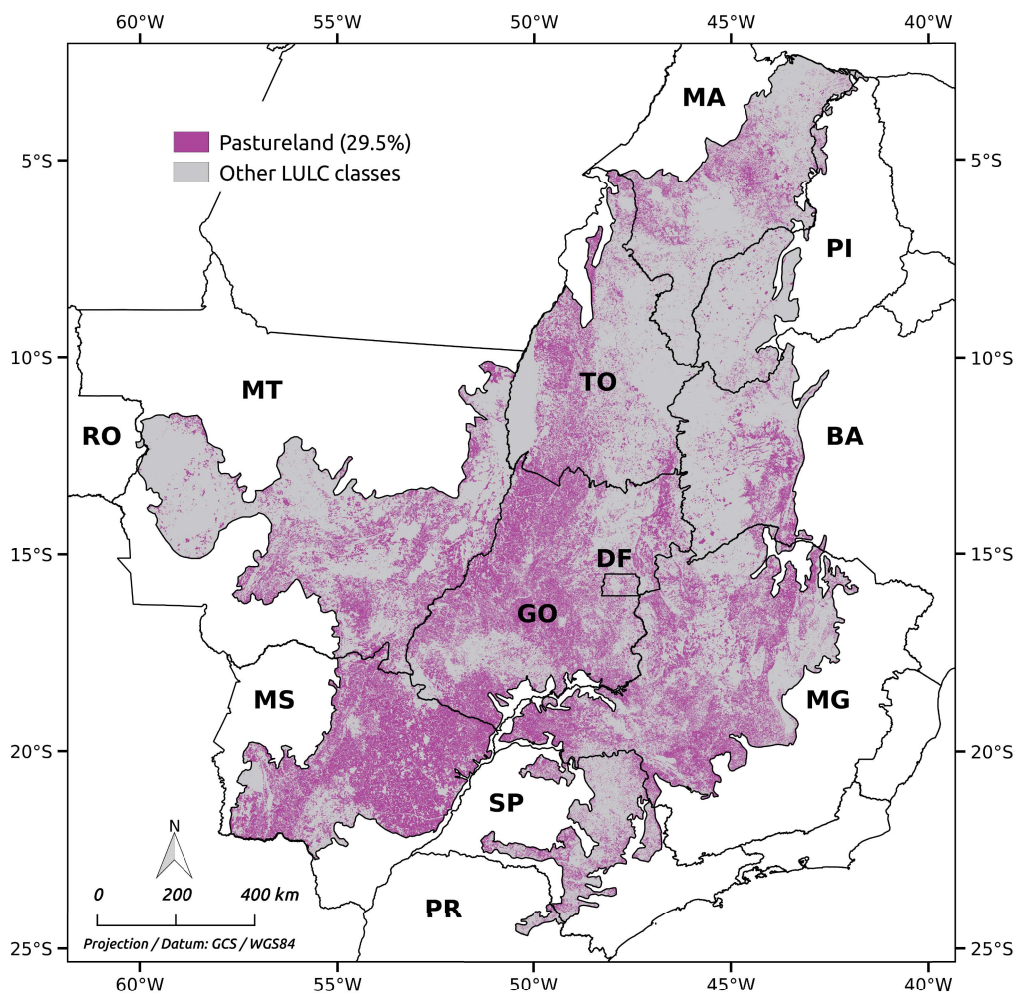 60°W 55°W 50°W 45°W 40°W
MA
Pastureland (29.5%)
5°S 5°S
Other LULC classes
PI
10°S 10°S
TO
MT
RO BA
DF
15°S 15°S
GO
MS MG
20°S 20°S
SP
N
0 200 400 km
PR
Projection / Datum: GCS / WGS84
25°S 25°S
60°W 55°W 50°W 45°W 40°W